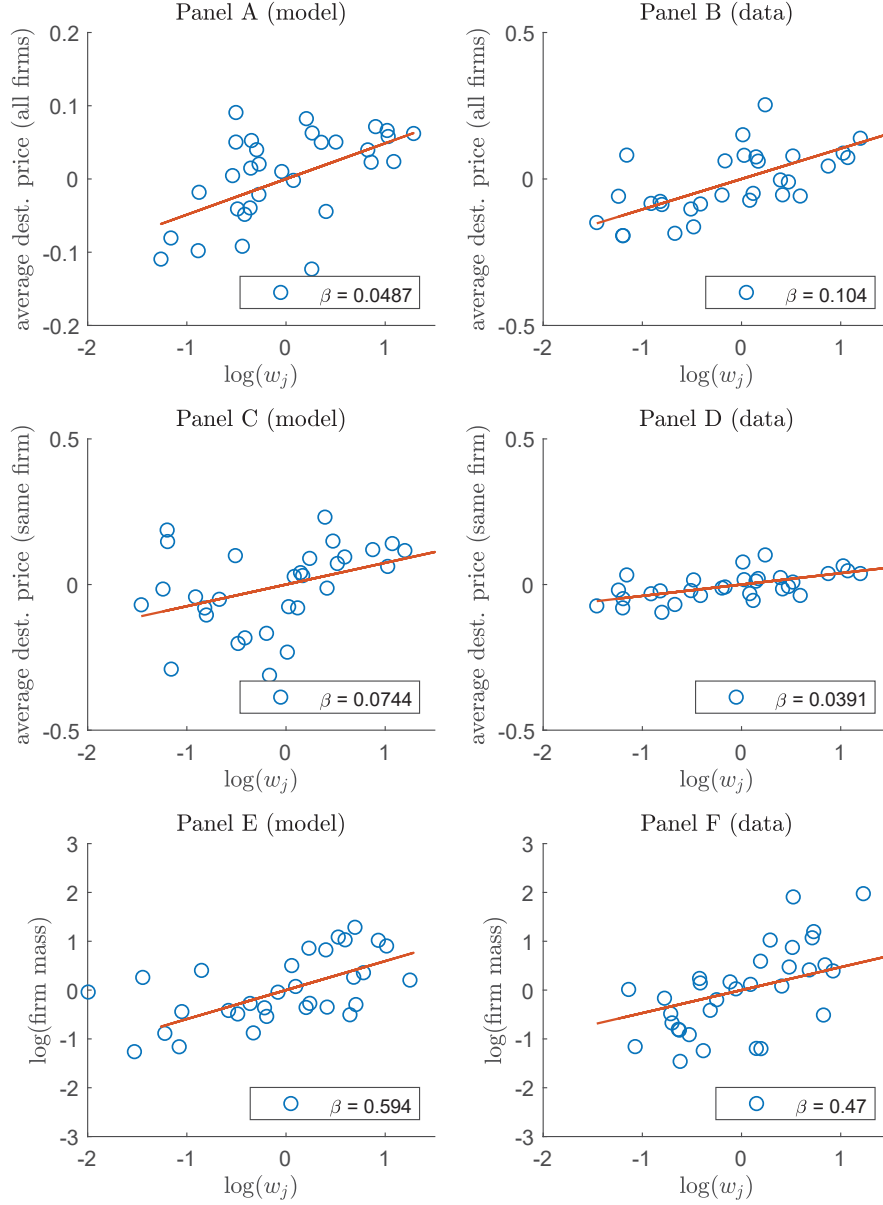 Panel A (model)
average dest. price (all firms)
0.2
0.1
0
-0.1
-0.2
-2
-1
0
1
β = 0.0487
log(w_j)
Panel B (data)
average dest. price (all firms)
0.5
0
-0.5
-2
-1
0
1
β = 0.104
log(w_j)
Panel C (model)
average dest. price (same firm)
0.5
0
-0.5
-2
-1
0
1
β = 0.0744
log(w_j)
Panel D (data)
average dest. price (same firm)
0.5
0
-0.5
-2
-1
0
1
β = 0.0391
log(w_j)
Panel E (model)
log(firm mass)
3
2
1
0
-1
-2
-3
-2
-1
0
1
β = 0.594
log(w_j)
Panel F (data)
log(firm mass)
3
2
1
0
-1
-2
-3
-2
-1
0
1
β = 0.47
log(w_j)